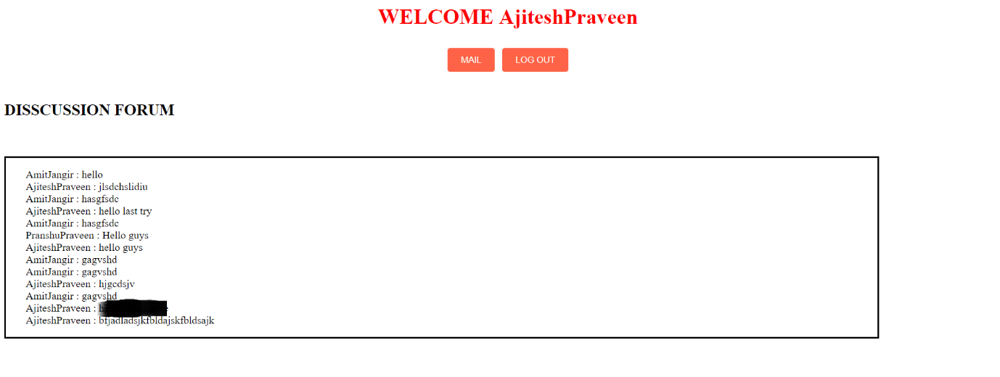 WELCOME AjiteshPraveen
MAIL LOG OUT
DISSCUSSION FORUM
AmitJangir : hello
AjiteshPraveen : jlsdchslidiu
AmitJangir : hasgfsdc
AjiteshPraveen : hello last try
AmitJangir : hasgfsdc
PranshuPraveen : Hello guys
AjiteshPraveen : hello guys
AmitJangir : gagvshd
AmitJangir : gagvshd
AjiteshPraveen : hjgcdsjv
AmitJangir : gagvshd
AjiteshPraveen :
AjiteshPraveen : bfjadladsjkfbldajskfbldsajk